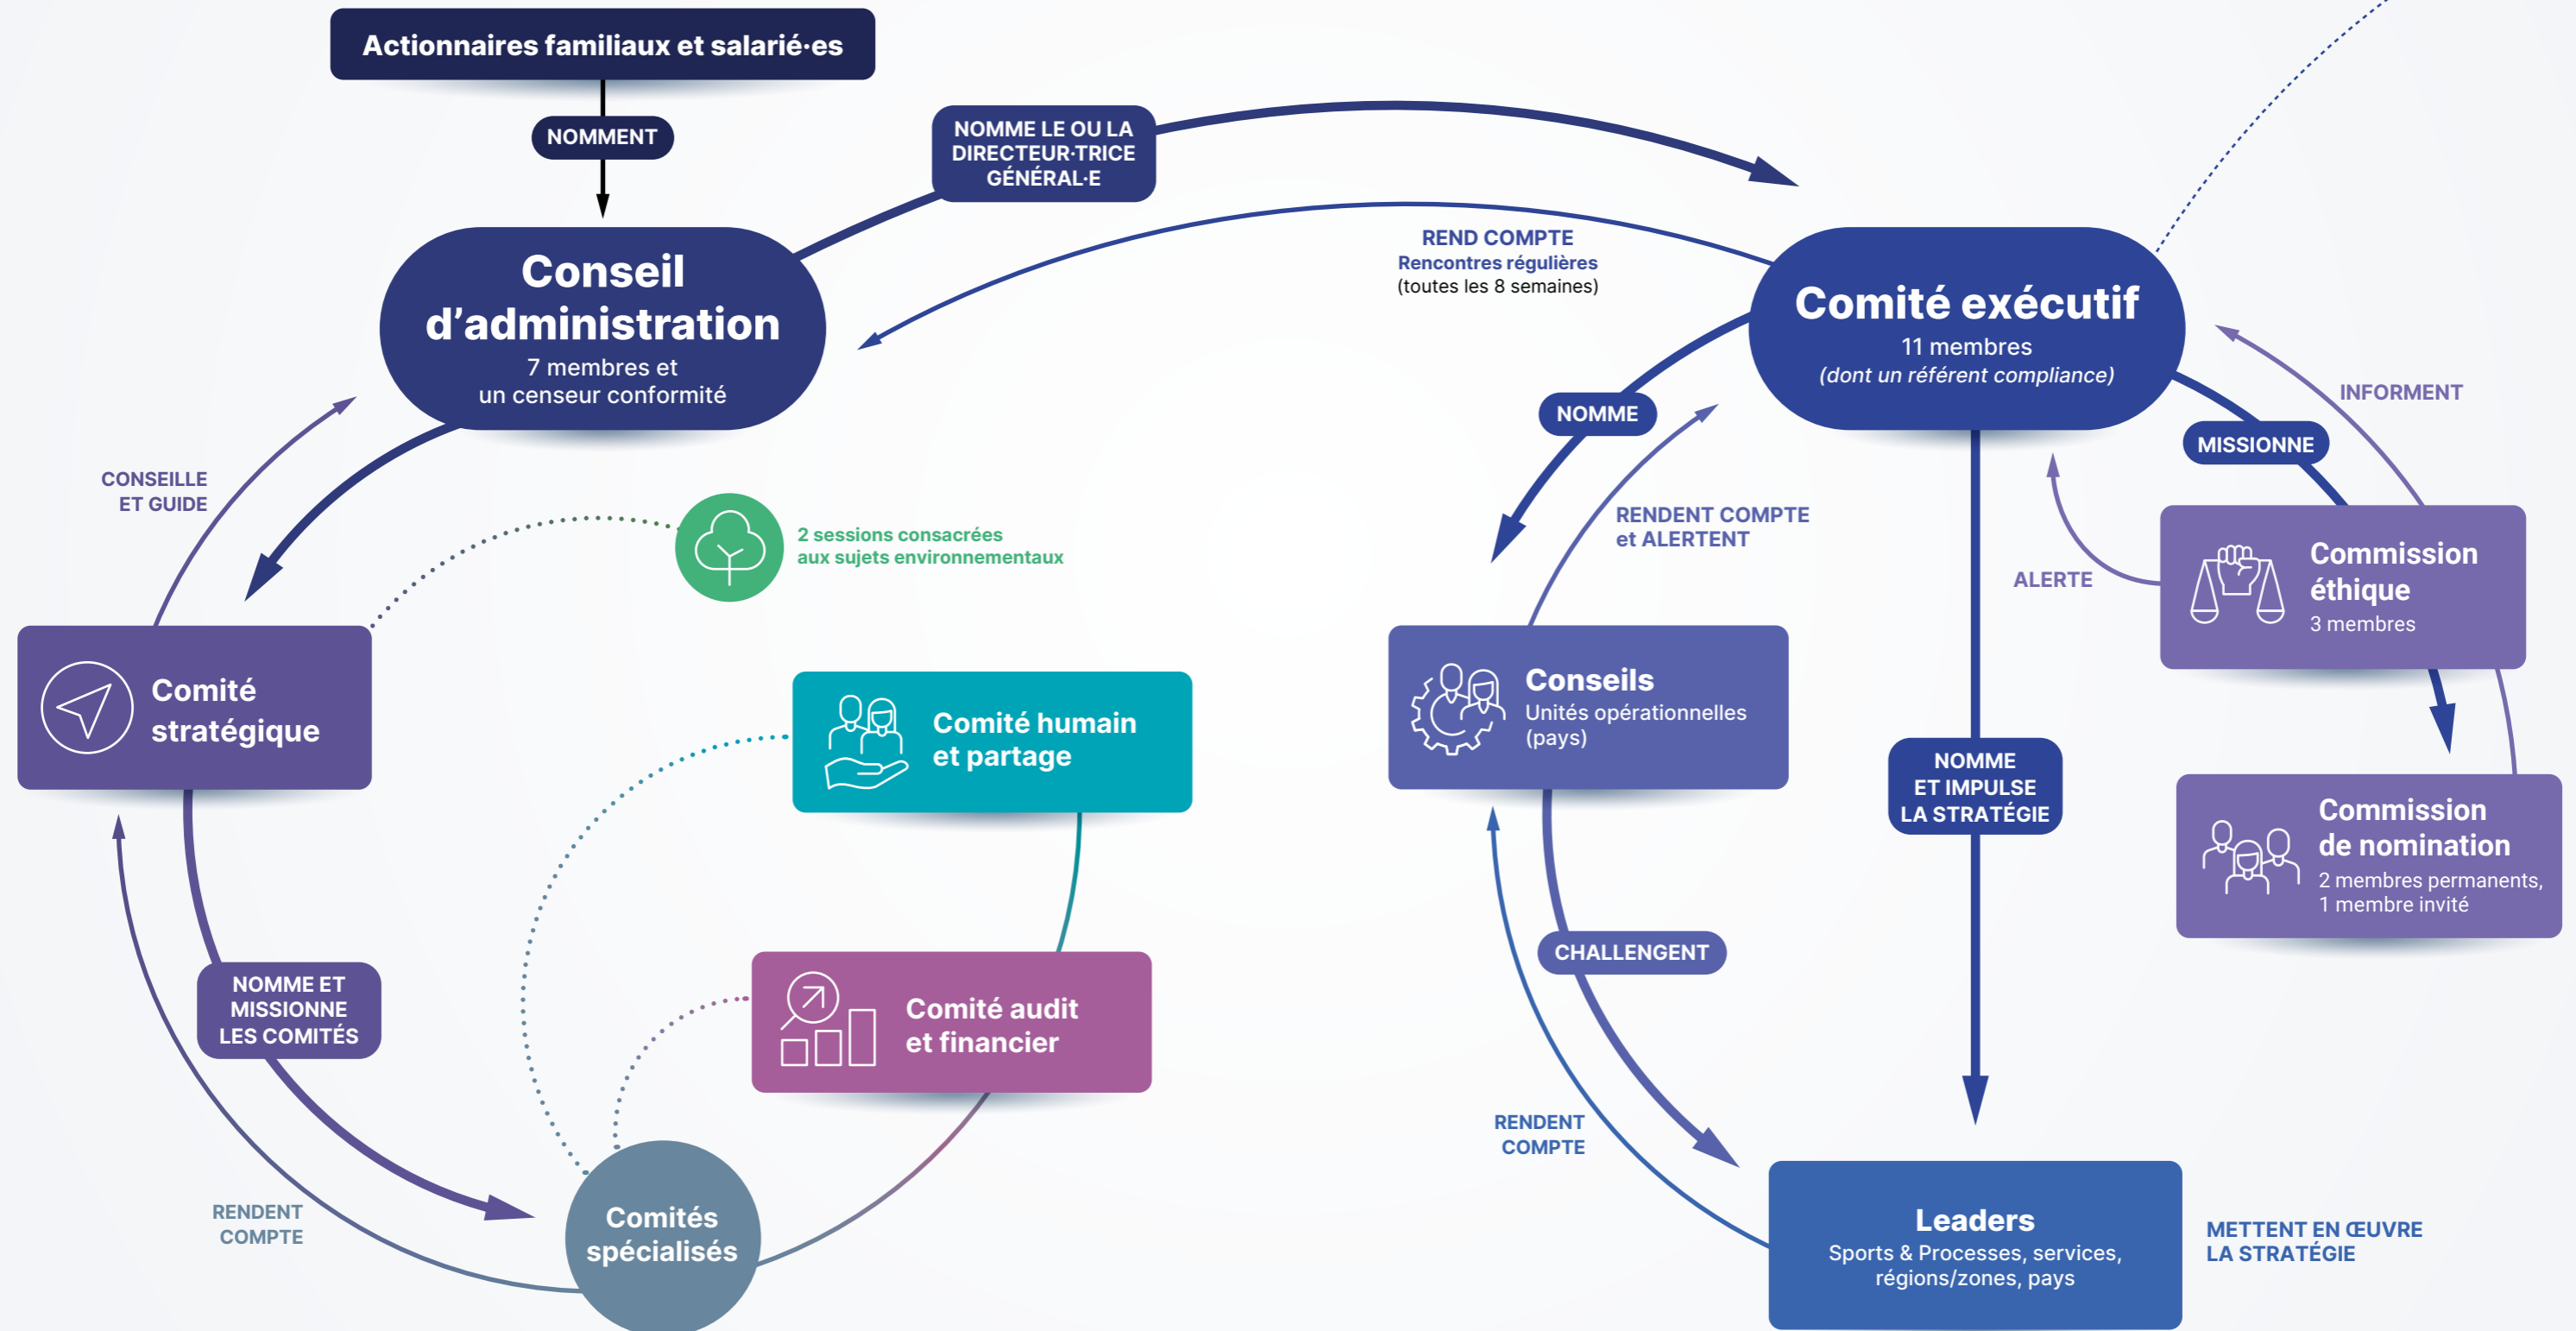 Actionnaires familiaux et salarié·es
NOMMENT
NOMME LE OU LA
DIRECTEUR·TRICE
GÉNÉRAL·E
Conseil
d’administration
7 membres et
un censeur conformité
REND COMPTE
Rencontres régulières
(toutes les 8 semaines)
Comité exécutif
11 membres
(dont un référent compliance)
CONSEILLE
ET GUIDE
2 sessions consacrées
aux sujets environnementaux
NOMME
RENDENT COMPTE
et ALERTENT
INFORMENT
MISSIONNE
ALERTE
Commission
éthique
3 membres
Comité
stratégique
Comité humain
et partage
Conseils
Unités opérationnelles
(pays)
NOMME
ET IMPULSE
LA STRATÉGIE
Commission
de nomination
2 membres permanents,
1 membre invité
NOMME ET
MISSIONNE
LES COMITÉS
Comité audit
et financier
CHALLENGENT
RENDENT
COMPTE
RENDENT
COMPTE
Comités
spécialisés
Leaders
Sports & Processes, services,
régions/zones, pays
METTENT EN ŒUVRE
LA STRATÉGIE